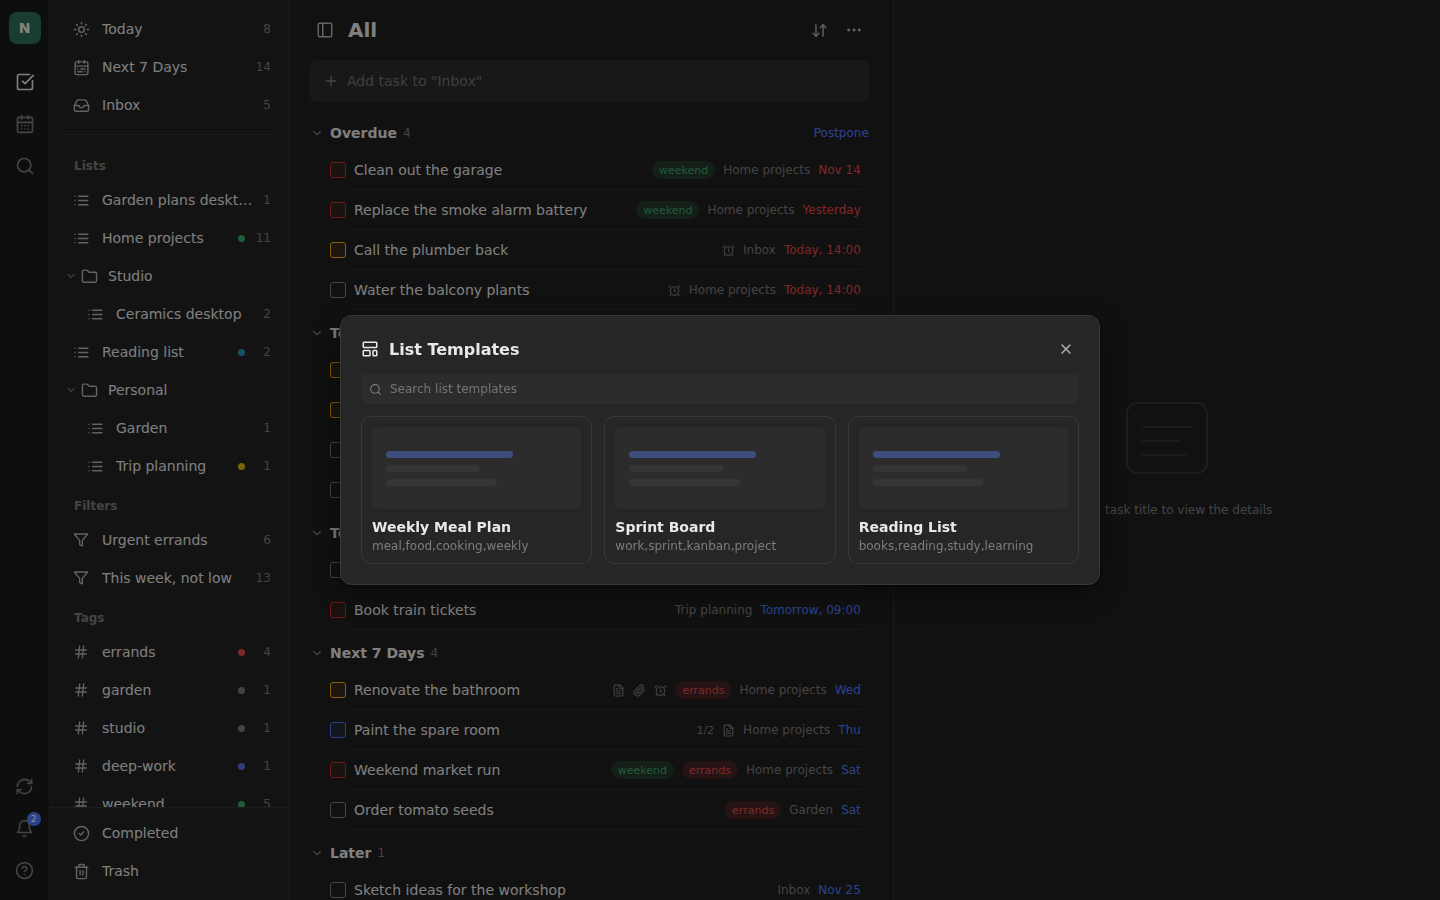 N
Today 8
Next 7 Days 14
Inbox 5
Lists
Garden plans deskt... 1
Home projects 11
Studio
Ceramics desktop 2
Reading list 2
Personal
Garden 1
Trip planning 1
Filters
Urgent errands 6
This week, not low 13
Tags
errands 4
garden 1
studio 1
deep-work 1
weekend 5
2
Completed
Trash
All
Add task to "Inbox"
Overdue 4 Postpone
Clean out the garage weekend Home projects Nov 14
Replace the smoke alarm battery weekend Home projects Yesterday
Call the plumber back Inbox Today, 14:00
Water the balcony plants Home projects Today, 14:00
List Templates
Search list templates
Weekly Meal Plan
meal,food,cooking,weekly
Sprint Board
work,sprint,kanban,project
Reading List
books,reading,study,learning
Book train tickets Trip planning Tomorrow, 09:00
Next 7 Days 4
Renovate the bathroom errands Home projects Wed
Paint the spare room 1/2 Home projects Thu
Weekend market run weekend errands Home projects Sat
Order tomato seeds errands Garden Sat
Later 1
Sketch ideas for the workshop Inbox Nov 25
task title to view the details